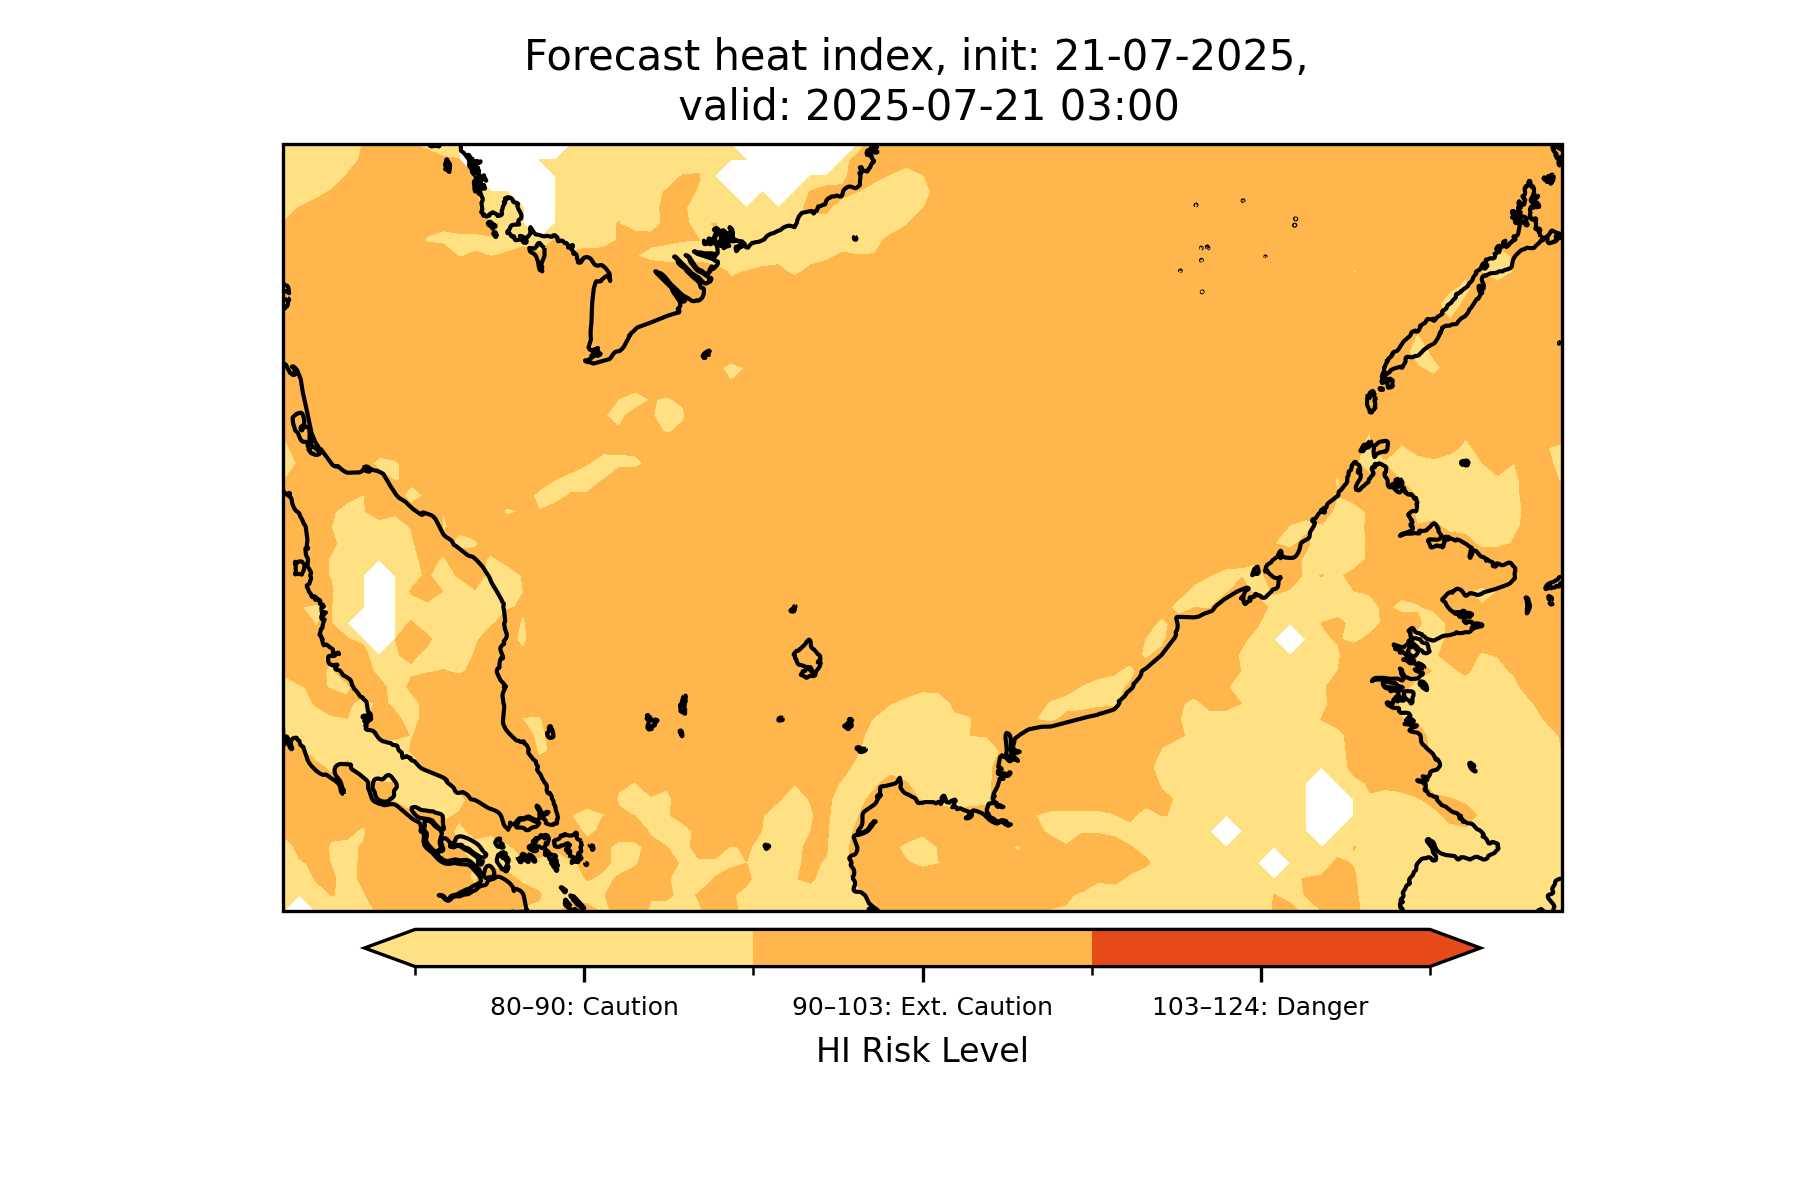 Forecast heat index, init: 21-07-2025,
valid: 2025-07-21 03:00
80–90: Caution
90–103: Ext. Caution
103–124: Danger
HI Risk Level